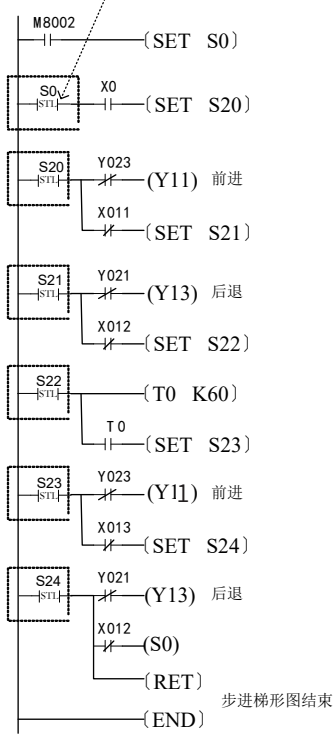 M8002
(SET S0)
S0 X0
STL (SET S20)
S20 Y023
STL (Y11) 前进
X011
(SET S21)
S21 Y021
STL (Y13) 后退
X012
(SET S22)
S22
STL (T0 K60)
T0
(SET S23)
S23 Y023
STL (Y11) 前进
X013
(SET S24)
S24 Y021
STL (Y13) 后退
X012
(S0)
(RET)
步进梯形图结束
(END)